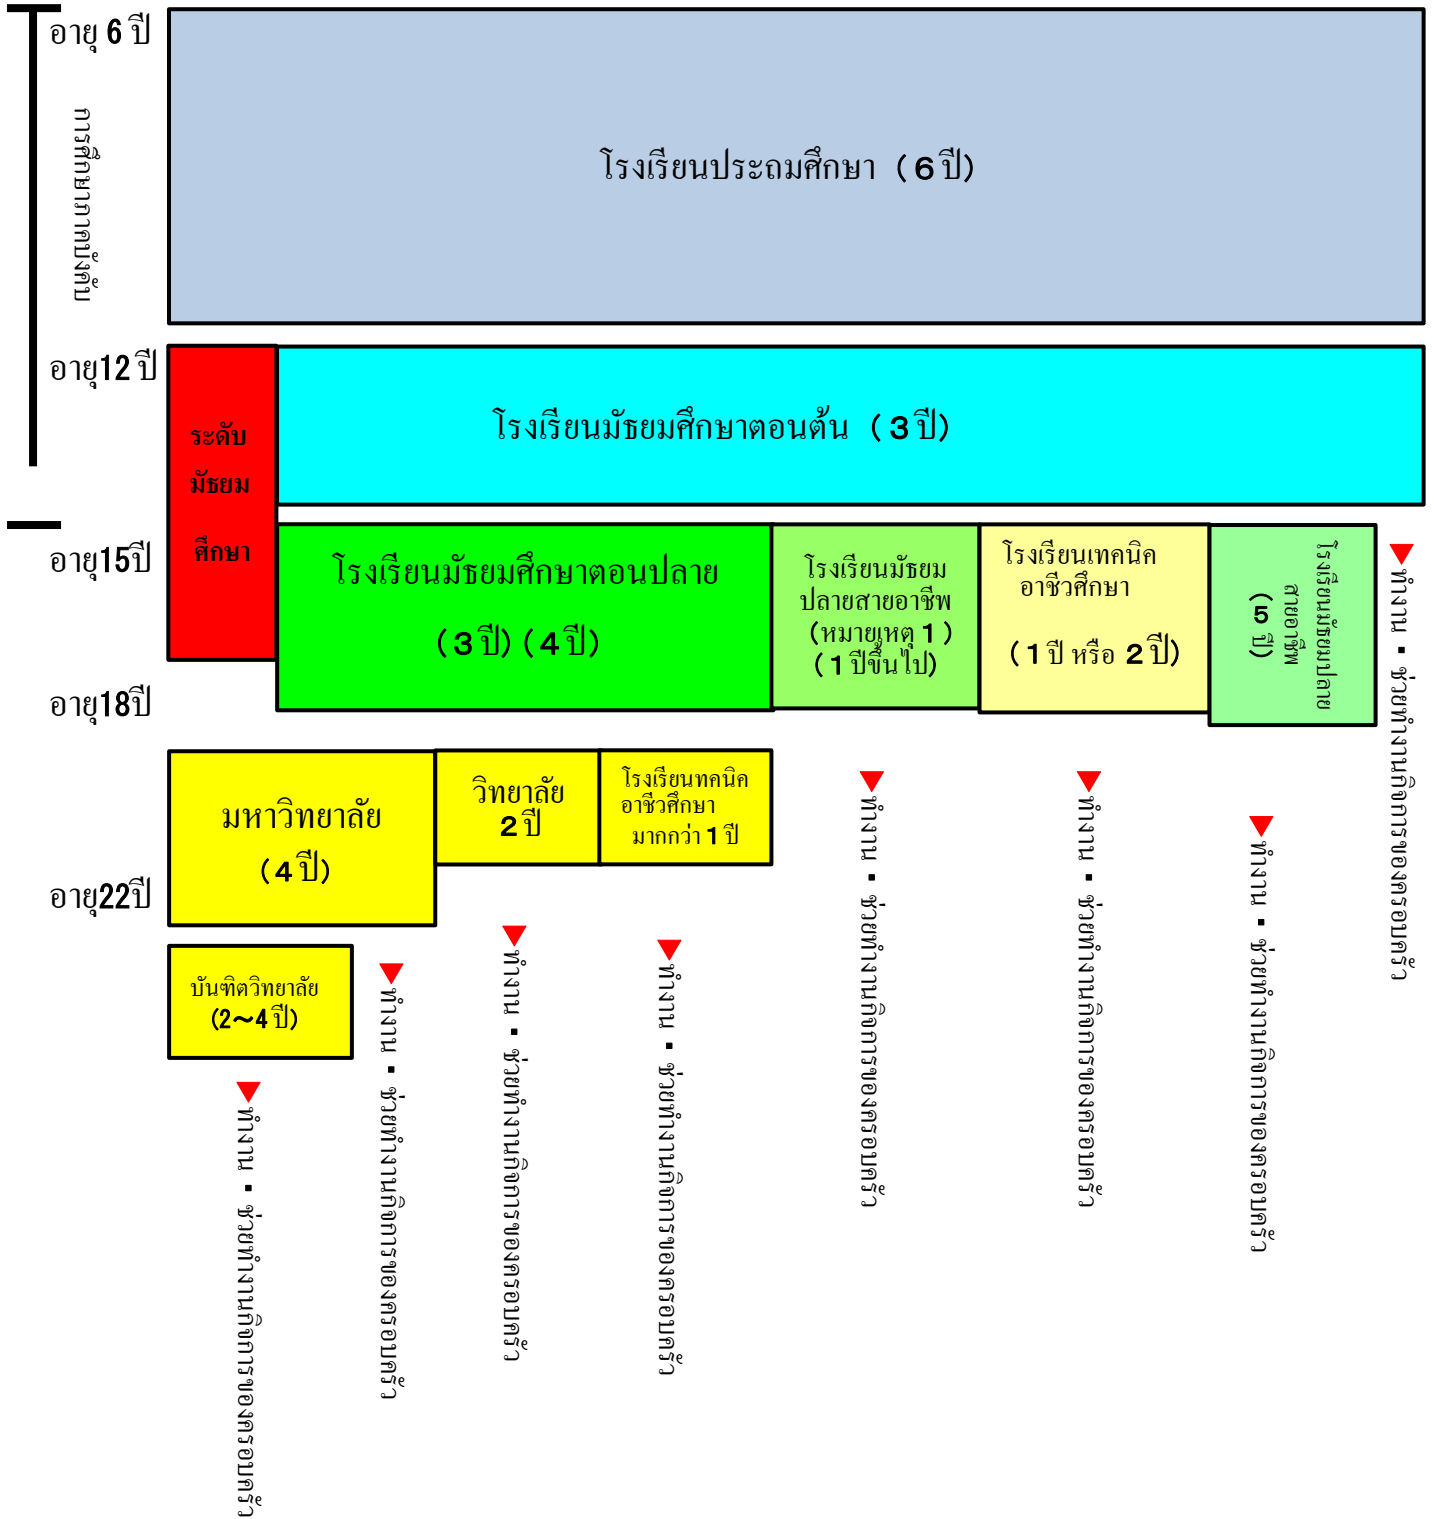 อายุ 6 ปี
การศึกษาภาคบังคับ
โรงเรียนประถมศึกษา (6 ปี)
อายุ12 ปี
ระดับ
มัธยม
ศึกษา
โรงเรียนมัธยมศึกษาตอนต้น (3 ปี)
อายุ15ปี
โรงเรียนมัธยมศึกษาตอนปลาย
(3 ปี) (4 ปี)
โรงเรียนมัธยม
ปลายสายอาชีพ
(หมายเหตุ 1)
(1 ปีขึ้นไป)
โรงเรียนเทคนิค
อาชีวศึกษา
(1 ปี หรือ 2 ปี)
โรงเรียนมัธยมปลาย
สายอาชีพ
(5 ปี)
ทำงาน ▪ ช่วยทำงานกิจการของครอบครัว
อายุ18ปี
มหาวิทยาลัย
(4 ปี)
วิทยาลัย
2 ปี
โรงเรียนทคนิค
อาชีวศึกษา
มากกว่า 1 ปี
ทำงาน ▪ ช่วยทำงานกิจการของครอบครัว
ทำงาน ▪ ช่วยทำงานกิจการของครอบครัว
ทำงาน ▪ ช่วยทำงานกิจการของครอบครัว
อายุ22ปี
บันฑิตวิทยาลัย
(2～4 ปี)
ทำงาน ▪ ช่วยทำงานกิจการของครอบครัว
ทำงาน ▪ ช่วยทำงานกิจการของครอบครัว
ทำงาน ▪ ช่วยทำงานกิจการของครอบครัว
ทำงาน ▪ ช่วยทำงานกิจการของครอบครัว